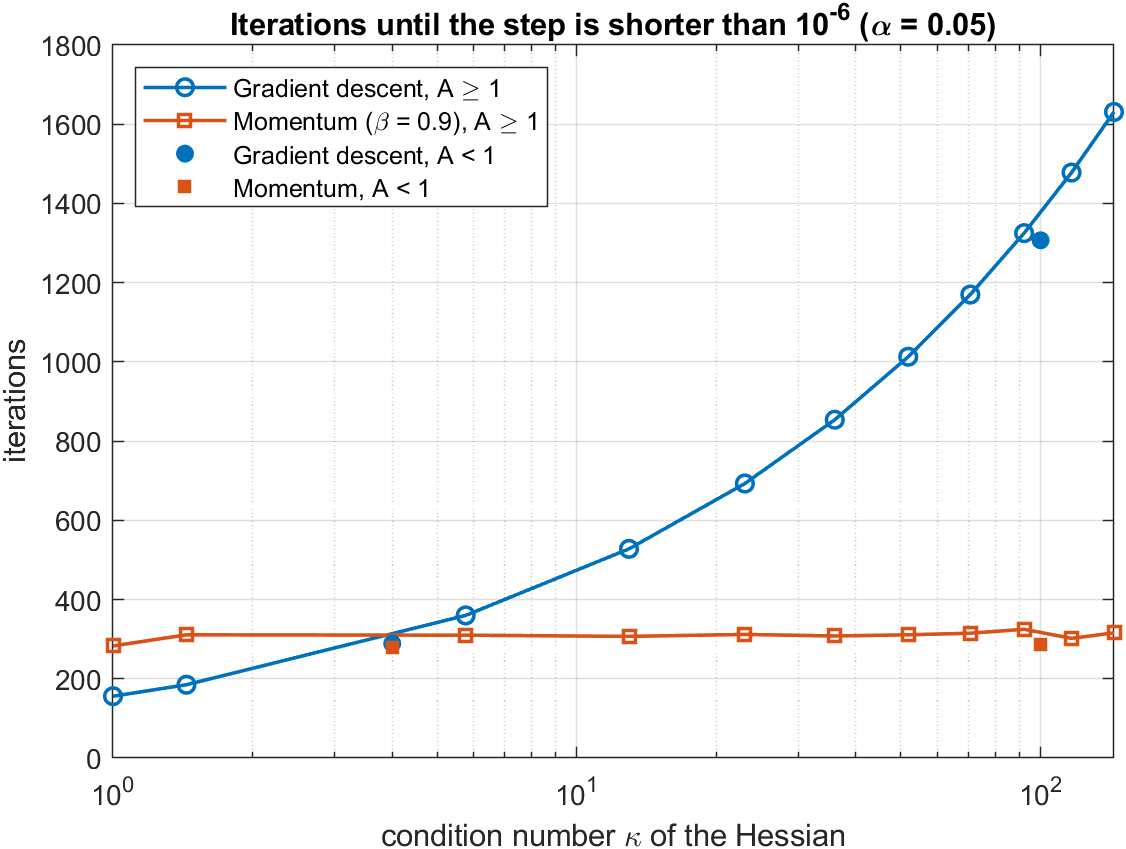 Iterations until the step is shorter than 10^-6 (α = 0.05)
Gradient descent, A ≥ 1
Momentum (β = 0.9), A ≥ 1
Gradient descent, A < 1
Momentum, A < 1
1800
1600
1400
1200
1000
800
600
400
200
0
iterations
10^0
10^1
10^2
condition number κ of the Hessian